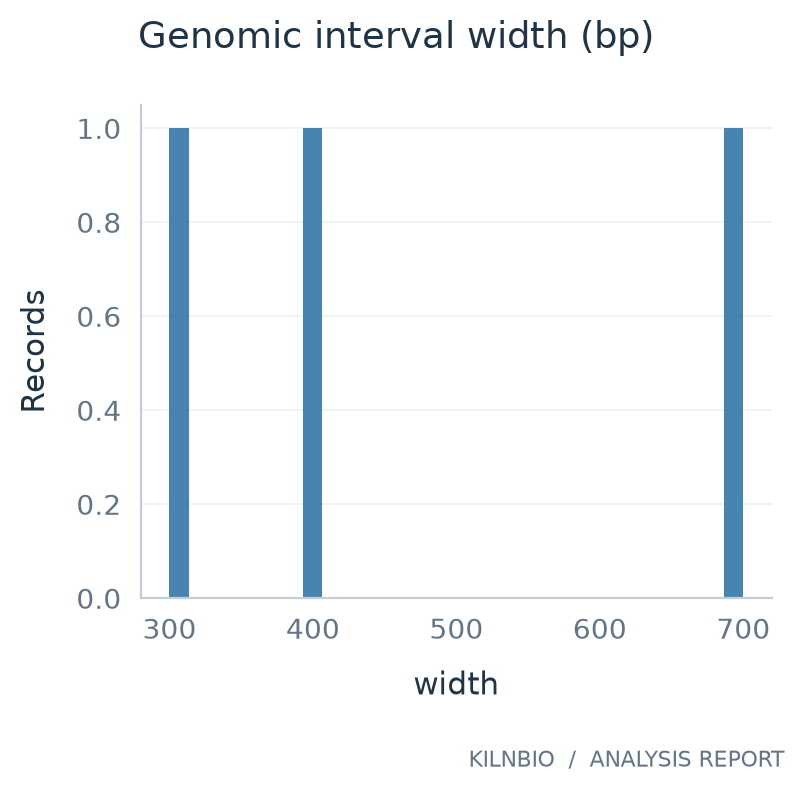 Genomic interval width (bp)
1.0
0.8
0.6
0.4
0.2
0.0
Records
300 400 500 600 700
width
KILNBIO / ANALYSIS REPORT